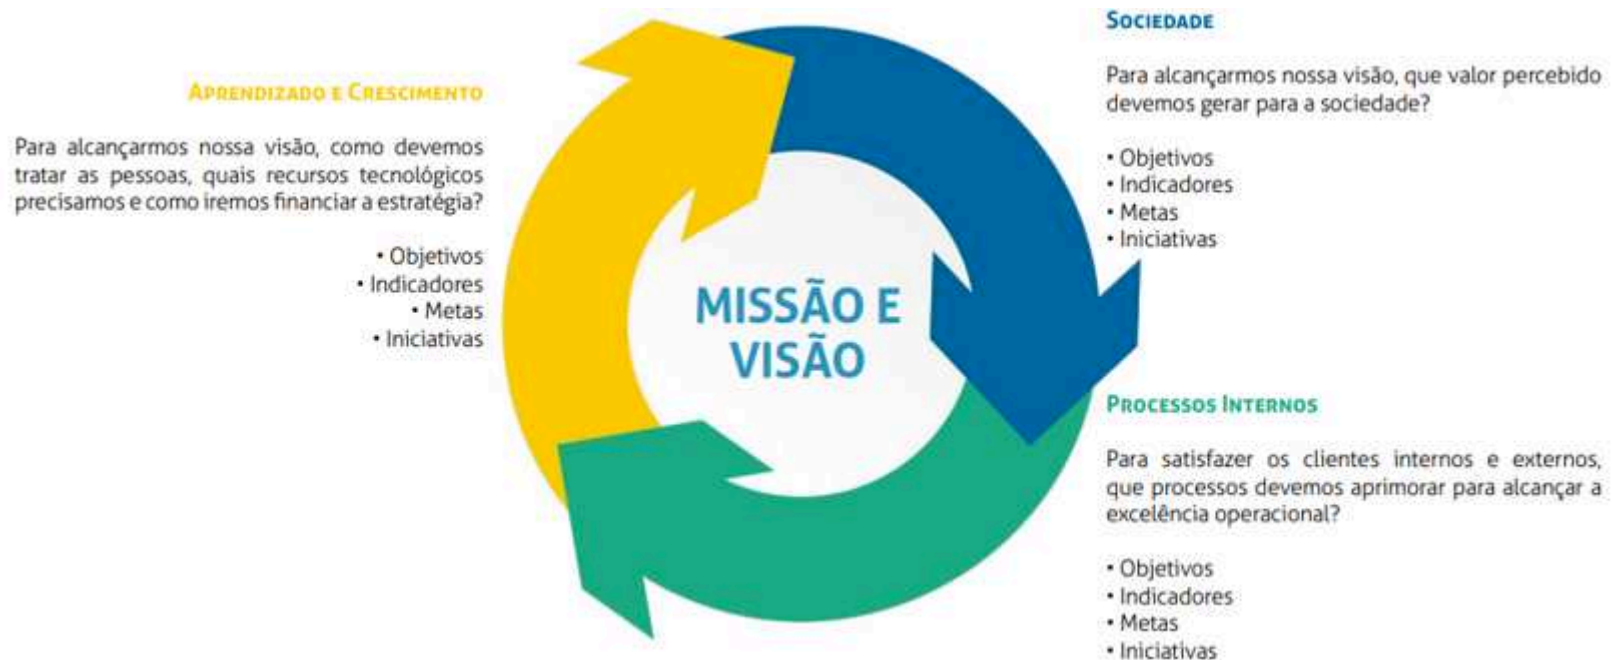 APRENDIZADO E CRESCIMENTO
Para alcançarmos nossa visão, como devemos
tratar as pessoas, quais recursos tecnológicos
precisamos e como iremos financiar a estratégia?
• Objetivos
• Indicadores
• Metas
• Iniciativas
MISSÃO E
VISÃO
SOCIEDADE
Para alcançarmos nossa visão, que valor percebido
devemos gerar para a sociedade?
• Objetivos
• Indicadores
• Metas
• Iniciativas
PROCESSOS INTERNOS
Para satisfazer os clientes internos e externos,
que processos devemos aprimorar para alcançar a
excelência operacional?
• Objetivos
• Indicadores
• Metas
• Iniciativas